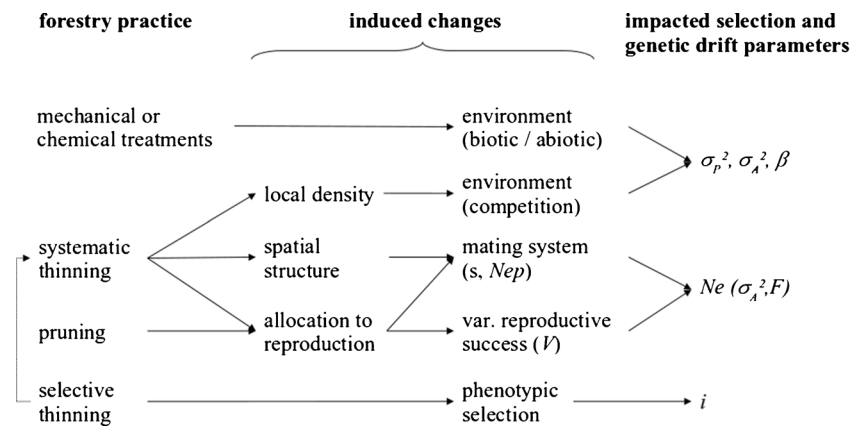 forestry practice
induced changes
impacted selection and
genetic drift parameters
mechanical or
chemical treatments
environment
(biotic / abiotic)
σP², σA², β
local density
environment
(competition)
systematic
thinning
spatial
structure
mating system
(s, Nep)
Ne (σA²,F)
pruning
allocation to
reproduction
var. reproductive
success (V)
selective
thinning
phenotypic
selection
i